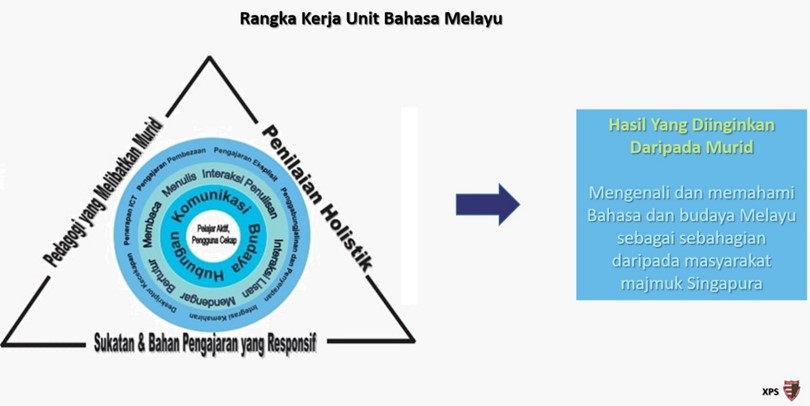 Rangka Kerja Unit Bahasa Melayu
Pedagogi yang Melibatkan Murid
Penilaian Holistik
Sukatan & Bahan Pengajaran yang Responsif
Penerapan ICT
Pengajaran Pembezaan
Pengajaran Eksplisit
Penggabungjalinan dan Penyerapan
Integrasi Kemahiran
Deskriptor Kecekapan
Membaca
Menulis
Interaksi Penulisan
Interaksi Lisan
Mendengar
Bertutur
Komunikasi
Budaya
Hubungan
Pelajar Aktif,
Pengguna Cekap
Hasil Yang Diinginkan
Daripada Murid
Mengenali dan memahami
Bahasa dan budaya Melayu
sebagai sebahagian
daripada masyarakat
majmuk Singapura
XPS